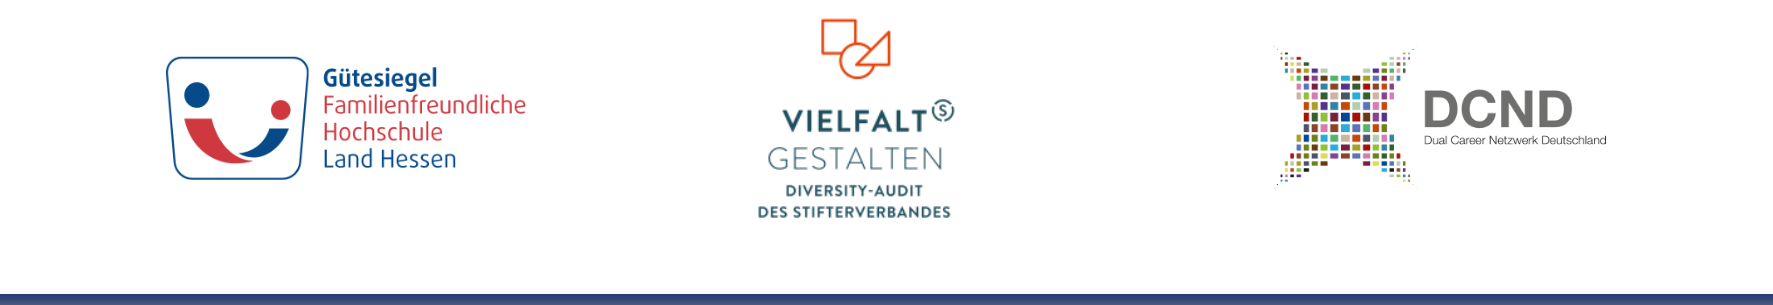 Gütesiegel
Familienfreundliche
Hochschule
Land Hessen
VIELFALT Ⓢ
GESTALTEN
DIVERSITY-AUDIT
DES STIFTERVERBANDES
DCND
Dual Career Netzwerk Deutschland